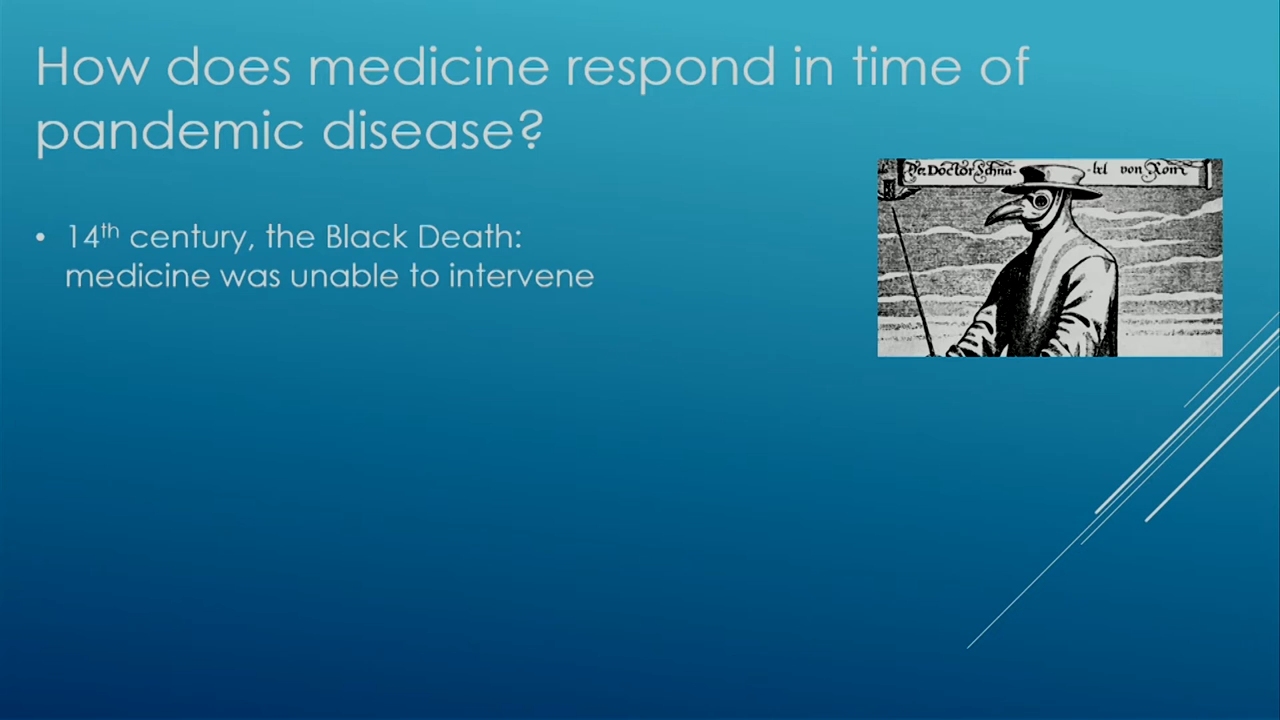 How does medicine respond in time of
pandemic disease?
• 14th century, the Black Death:
medicine was unable to intervene
Doctor Schna-
bel von Rom